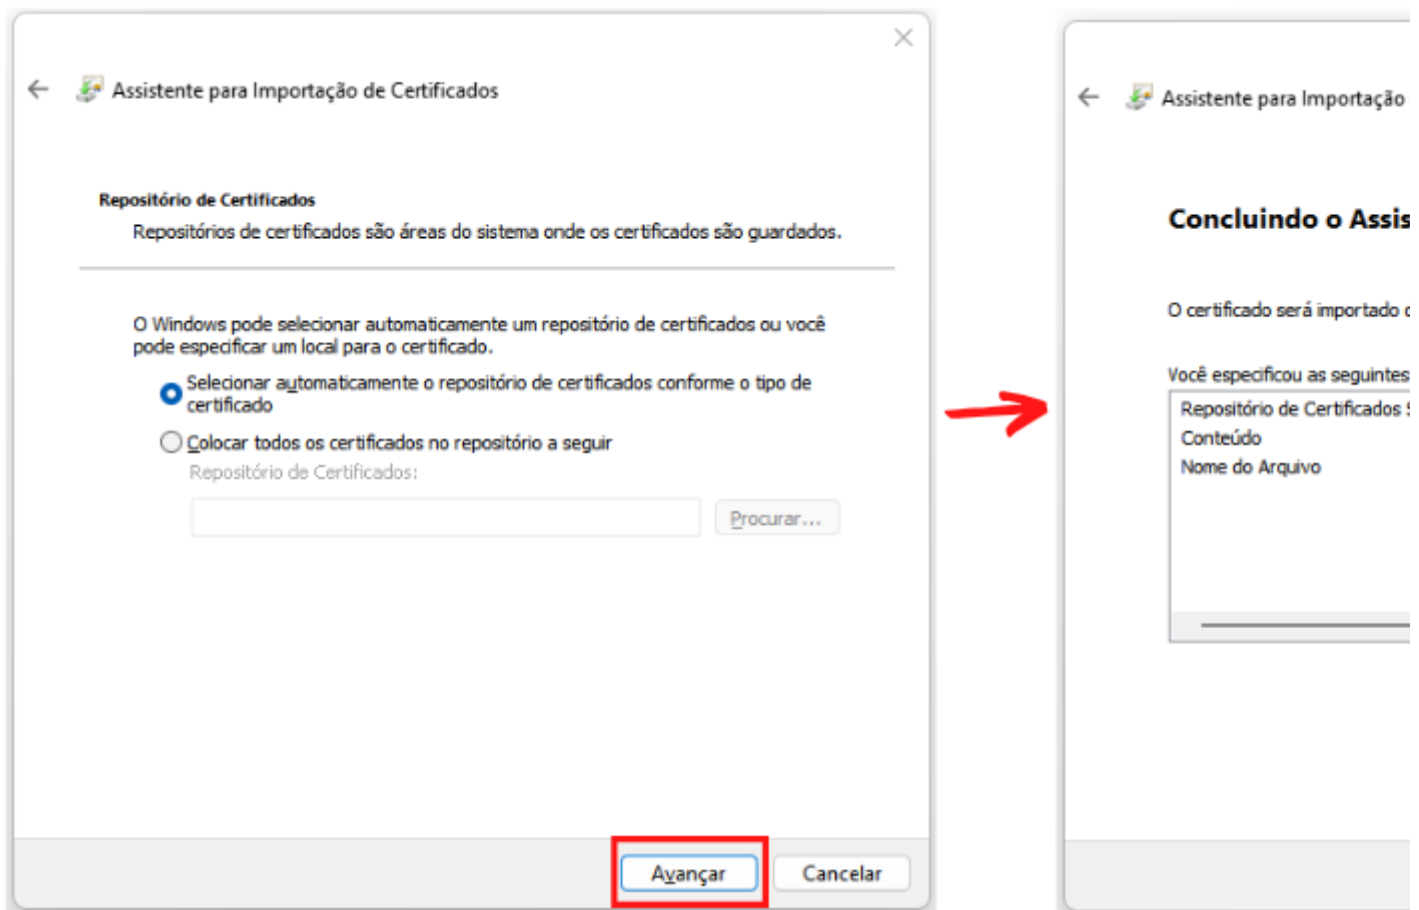 Assistente para Importação de Certificados
Repositório de Certificados
Repositórios de certificados são áreas do sistema onde os certificados são guardados.
O Windows pode selecionar automaticamente um repositório de certificados ou você
pode especificar um local para o certificado.
Selecionar automaticamente o repositório de certificados conforme o tipo de
certificado
Colocar todos os certificados no repositório a seguir
Repositório de Certificados:
Procurar...
Avançar
Cancelar
Assistente para Importação
Concluindo o Assis
O certificado será importado
Você especificou as seguintes
Repositório de Certificados
Conteúdo
Nome do Arquivo